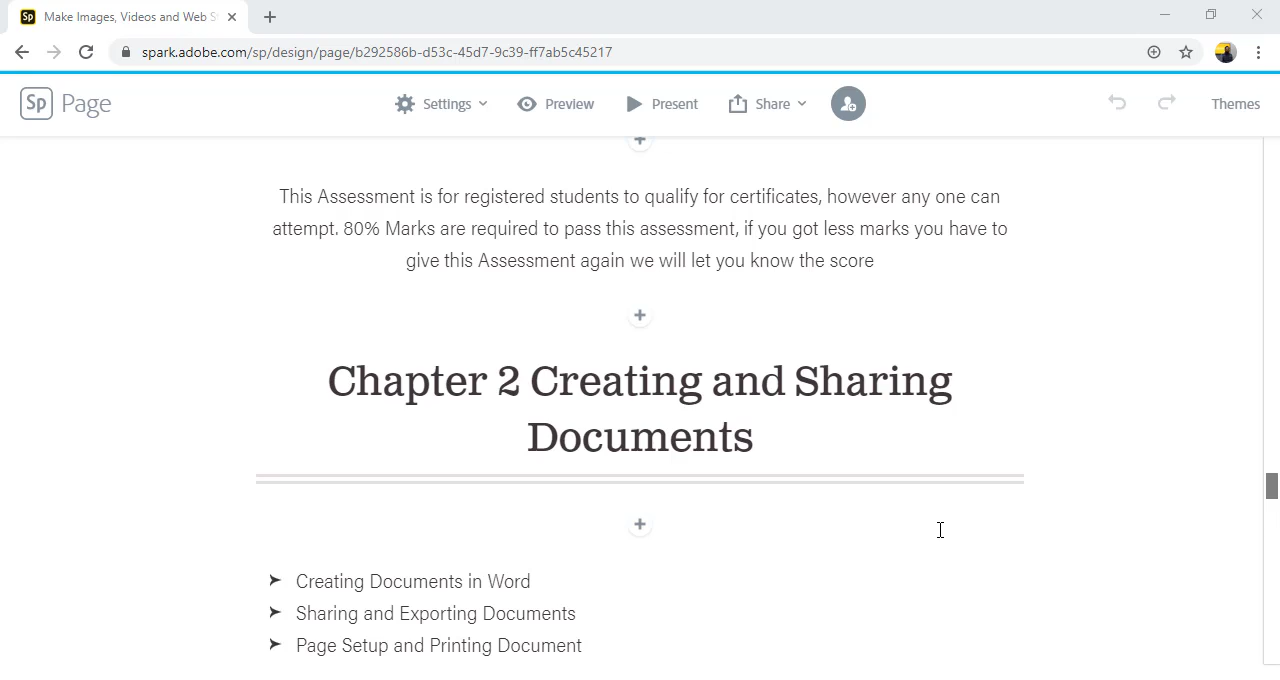 Sp Make Images, Videos and Web S
spark.adobe.com/sp/design/page/b292586b-d53c-45d7-9c39-ff7ab5c45217
Sp Page Settings Preview Present Share Themes
This Assessment is for registered students to qualify for certificates, however any one can
attempt. 80% Marks are required to pass this assessment, if you got less marks you have to
give this Assessment again we will let you know the score
Chapter 2 Creating and Sharing
Documents
Creating Documents in Word
Sharing and Exporting Documents
Page Setup and Printing Document